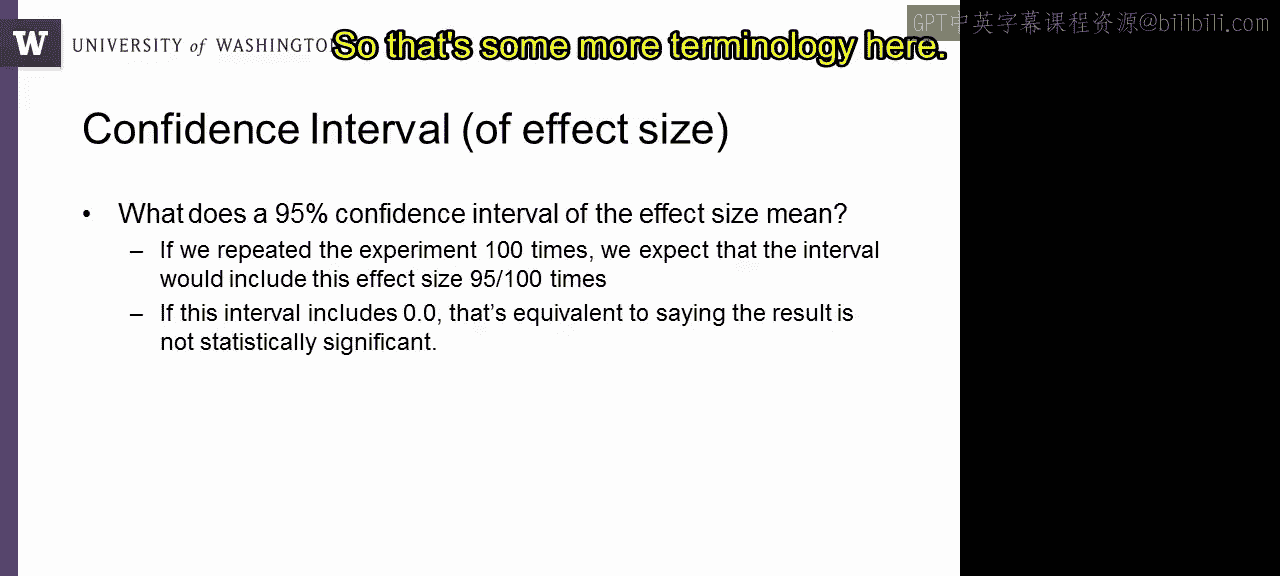 W UNIVERSITY of WASHINGTON
So that's some more terminology here.
GPT中英字幕课程资源@bilibili.com
Confidence Interval (of effect size)
• What does a 95% confidence interval of the effect size mean?
– If we repeated the experiment 100 times, we expect that the interval
would include this effect size 95/100 times
– If this interval includes 0.0, that’s equivalent to saying the result is
not statistically significant.